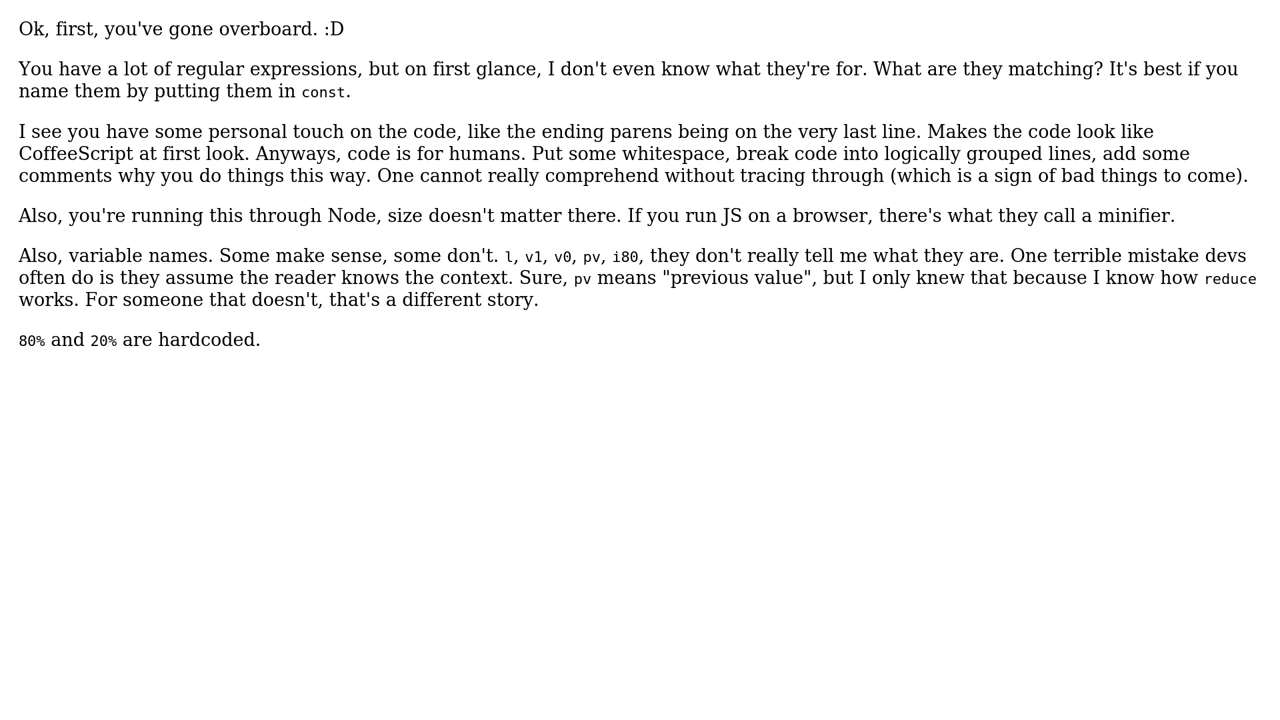 Ok, first, you've gone overboard. :D
You have a lot of regular expressions, but on first glance, I don't even know what they're for. What are they matching? It's best if you
name them by putting them in const.
I see you have some personal touch on the code, like the ending parens being on the very last line. Makes the code look like
CoffeeScript at first look. Anyways, code is for humans. Put some whitespace, break code into logically grouped lines, add some
comments why you do things this way. One cannot really comprehend without tracing through (which is a sign of bad things to come).
Also, you're running this through Node, size doesn't matter there. If you run JS on a browser, there's what they call a minifier.
Also, variable names. Some make sense, some don't. l, v1, v0, pv, i80, they don't really tell me what they are. One terrible mistake devs
often do is they assume the reader knows the context. Sure, pv means "previous value", but I only knew that because I know how reduce
works. For someone that doesn't, that's a different story.
80% and 20% are hardcoded.